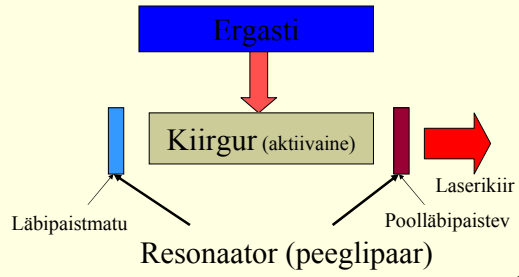 Ergasti
Kiirgur (aktiivaine)
Laserikiir
Läbipaistmatu
Poolläbipaistev
Resonaator (peeglipaar)